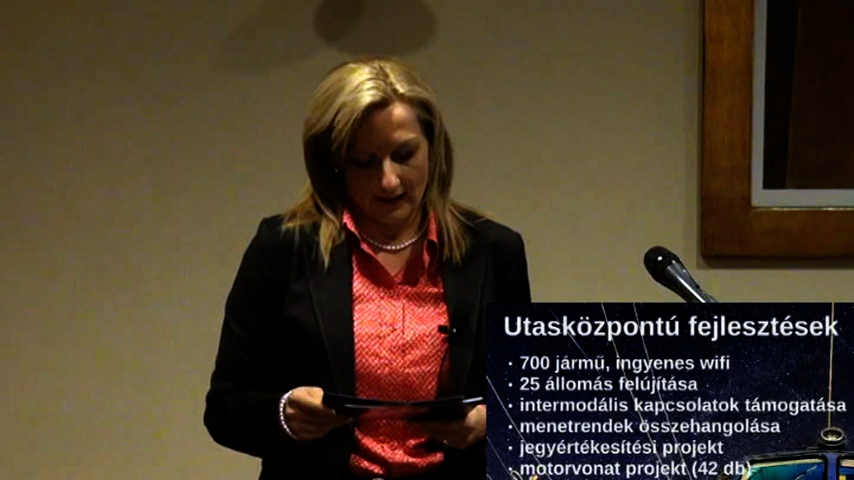 Utasközpontú fejlesztések
· 700 jármű, ingyenes wifi
· 25 állomás felújítása
· intermodális kapcsolatok támogatása
· menetrendek összehangolása
· jegyértékesítési projekt
· motorvonat projekt (42 db)